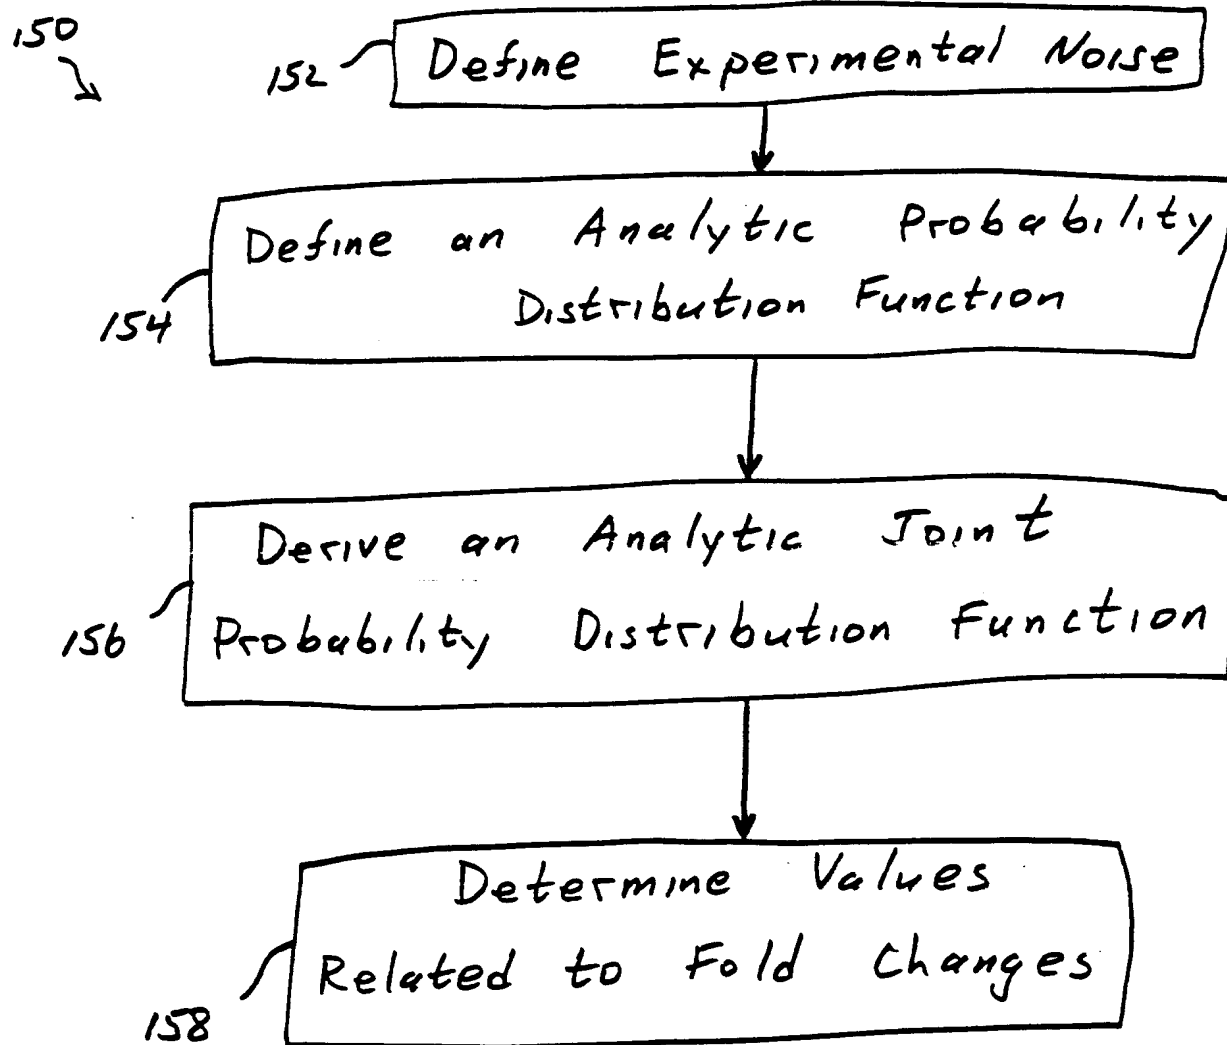 150
152
Define Experimental Noise
Define an Analytic Probability
Distribution Function
154
Derive an Analytic Joint
Probability Distribution Function
156
Determine Values
Related to Fold Changes
158